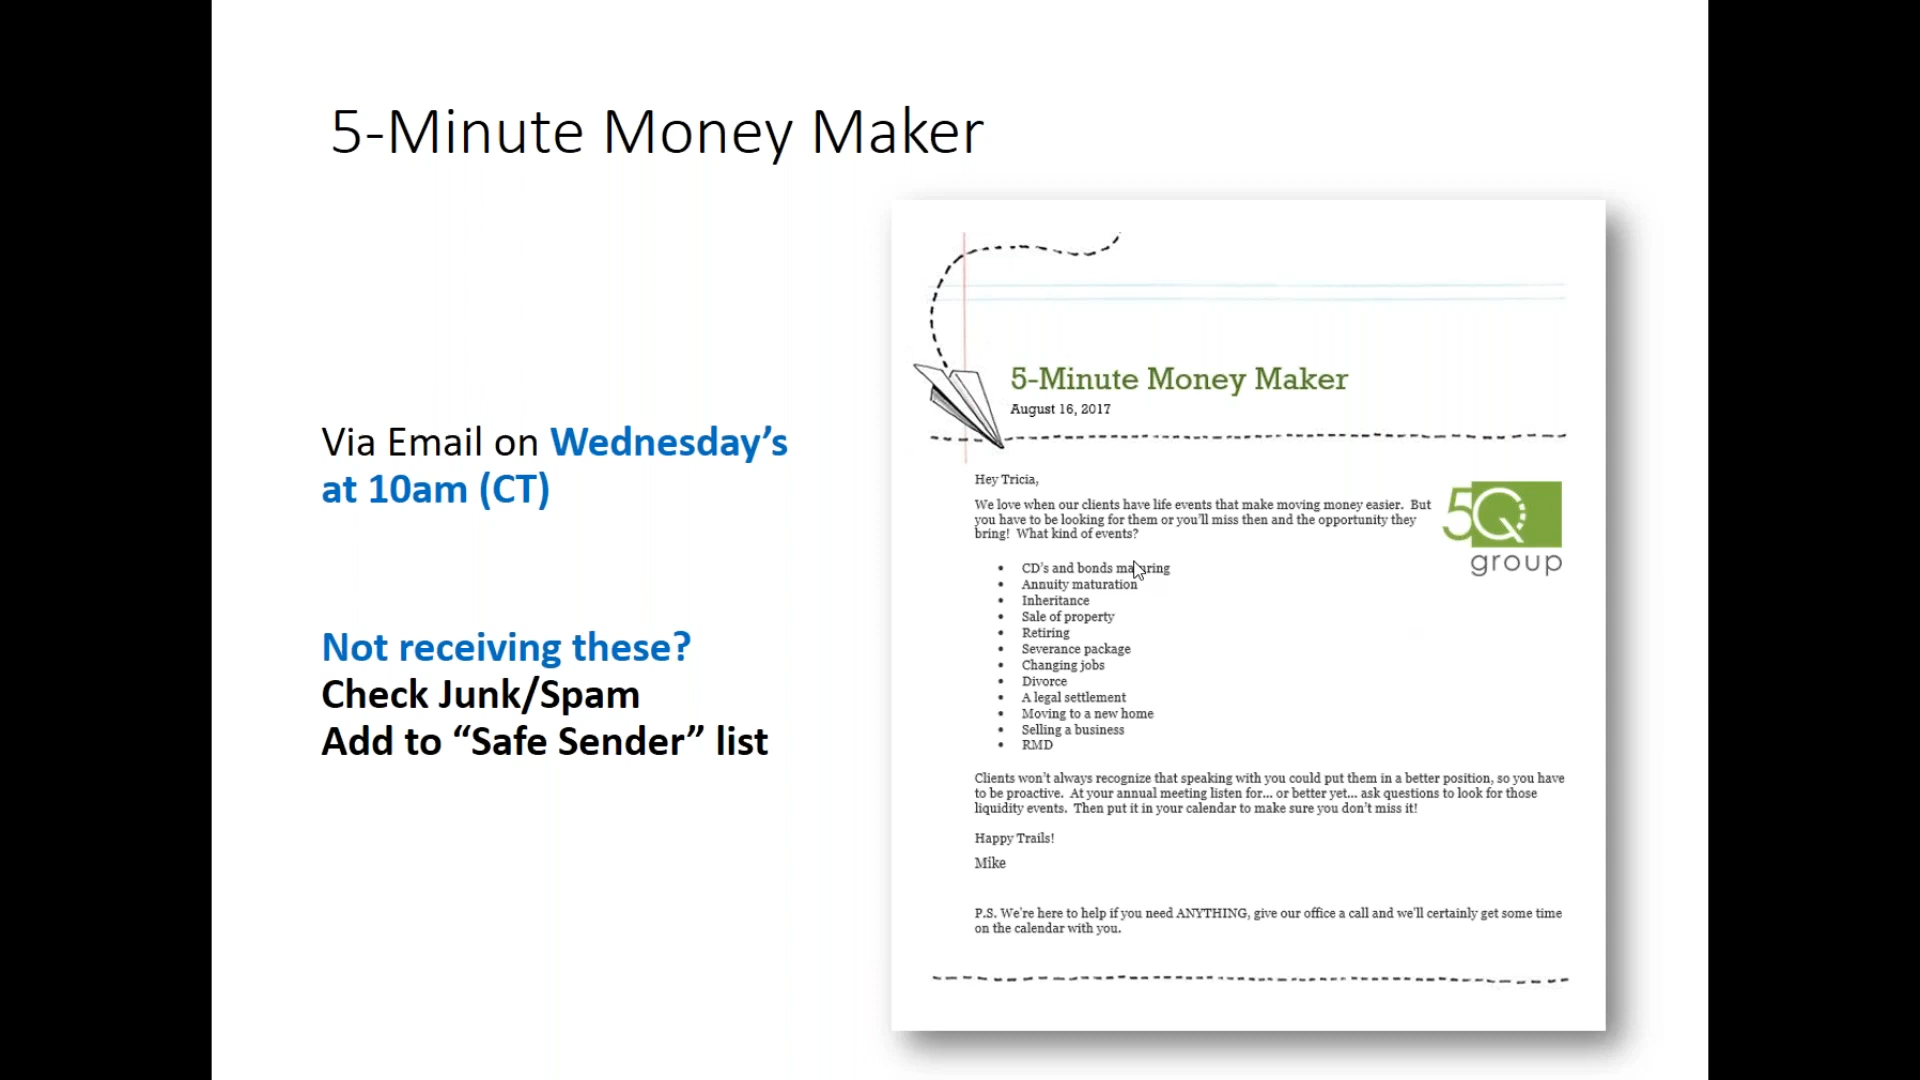 5-Minute Money Maker
Via Email on Wednesday’s
at 10am (CT)
Not receiving these?
Check Junk/Spam
Add to “Safe Sender” list
5-Minute Money Maker
August 16, 2017
Hey Tricia,
We love when our clients have life events that make moving money easier.  But
you have to be looking for them or you’ll miss then and the opportunity they
bring!  What kind of events?
5Q
group
• CD’s and bonds maturing
• Annuity maturation
• Inheritance
• Sale of property
• Retiring
• Severance package
• Changing jobs
• Divorce
• A legal settlement
• Moving to a new home
• Selling a business
• RMD
Clients won’t always recognize that speaking with you could put them in a better position, so you have
to be proactive.  At your annual meeting listen for... or better yet... ask questions to look for those
liquidity events.  Then put it in your calendar to make sure you don’t miss it!
Happy Trails!
Mike
P.S. We’re here to help if you need ANYTHING, give our office a call and we’ll certainly get some time
on the calendar with you.